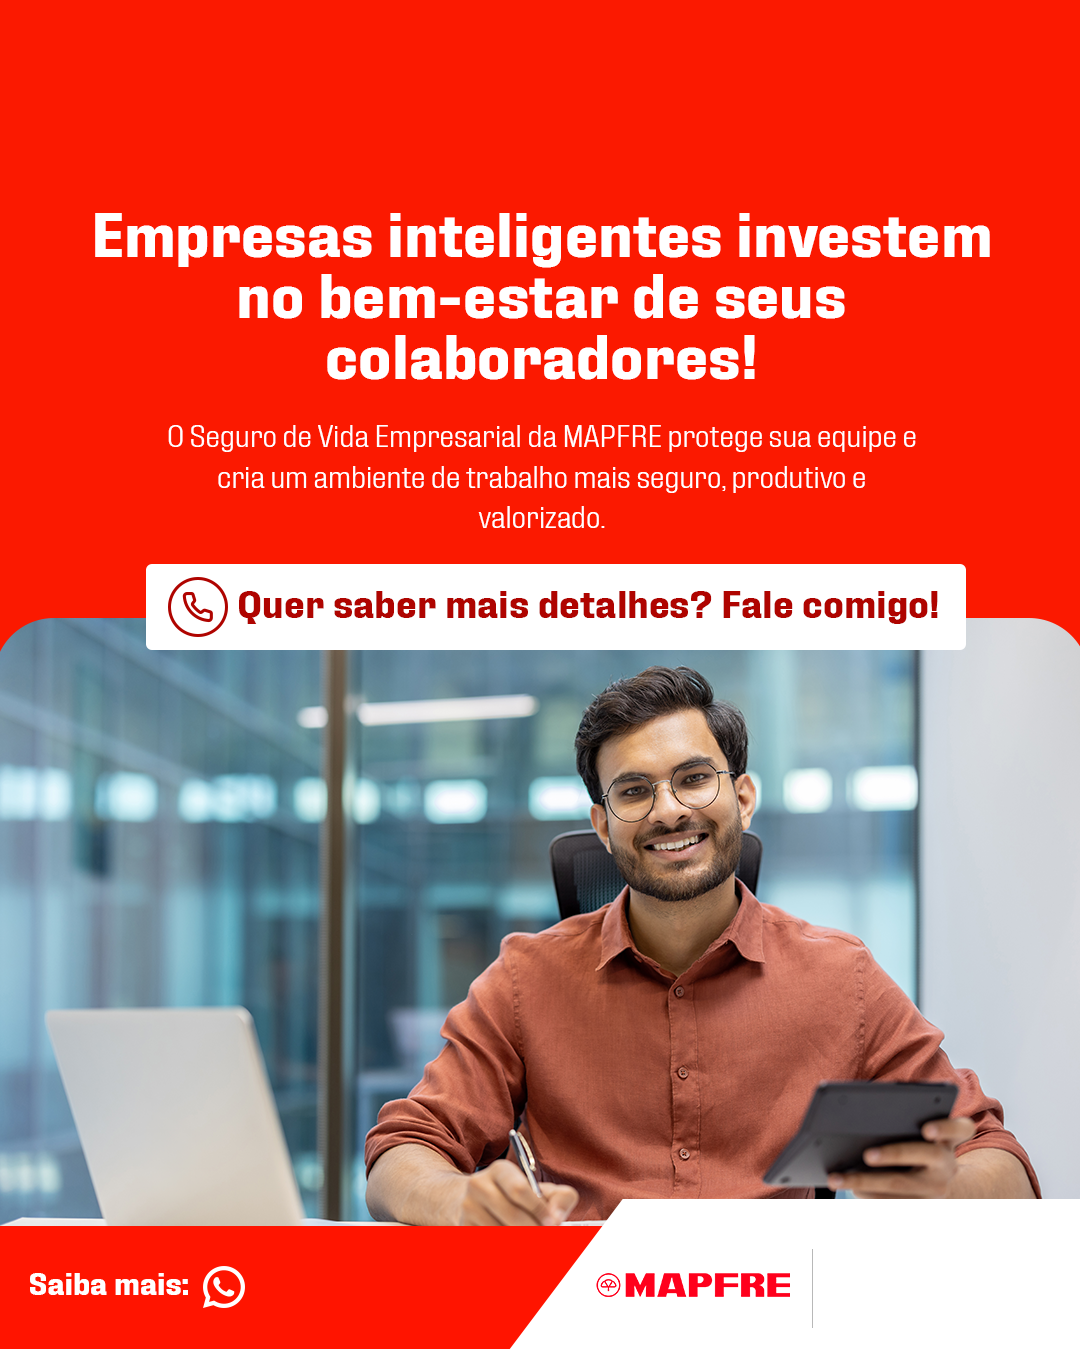 Empresas inteligentes investem
no bem-estar de seus
colaboradores!
O Seguro de Vida Empresarial da MAPFRE protege sua equipe e
cria um ambiente de trabalho mais seguro, produtivo e
valorizado.
Quer saber mais detalhes? Fale comigo!
Saiba mais:
MAPFRE